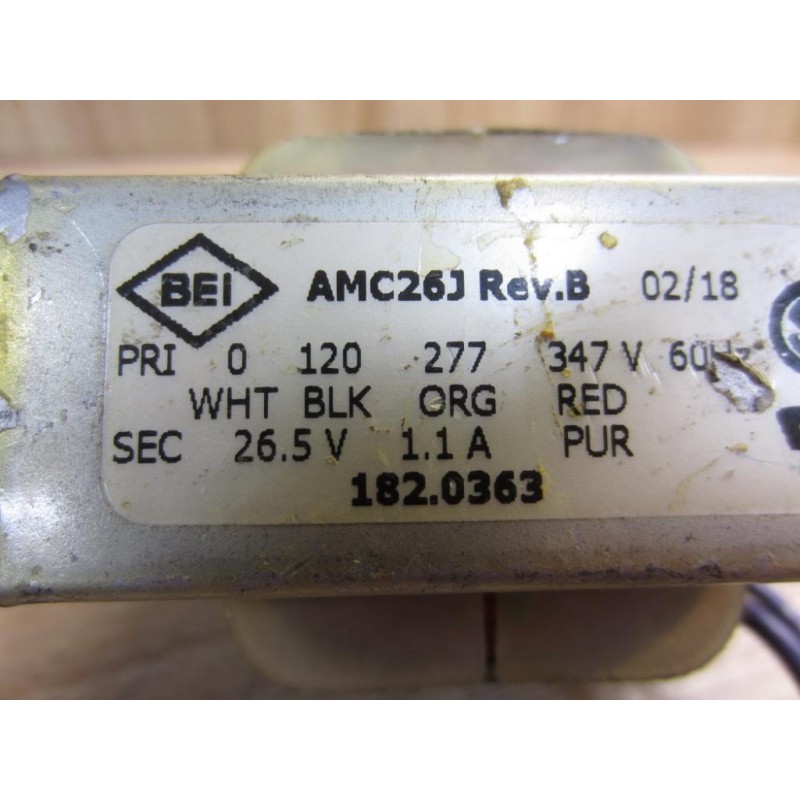 BEI AMC26J Rev.B 02/18
PRI 0 120 277 347 V 60Hz
WHT BLK ORG RED
SEC 26.5 V 1.1 A PUR
182.0363